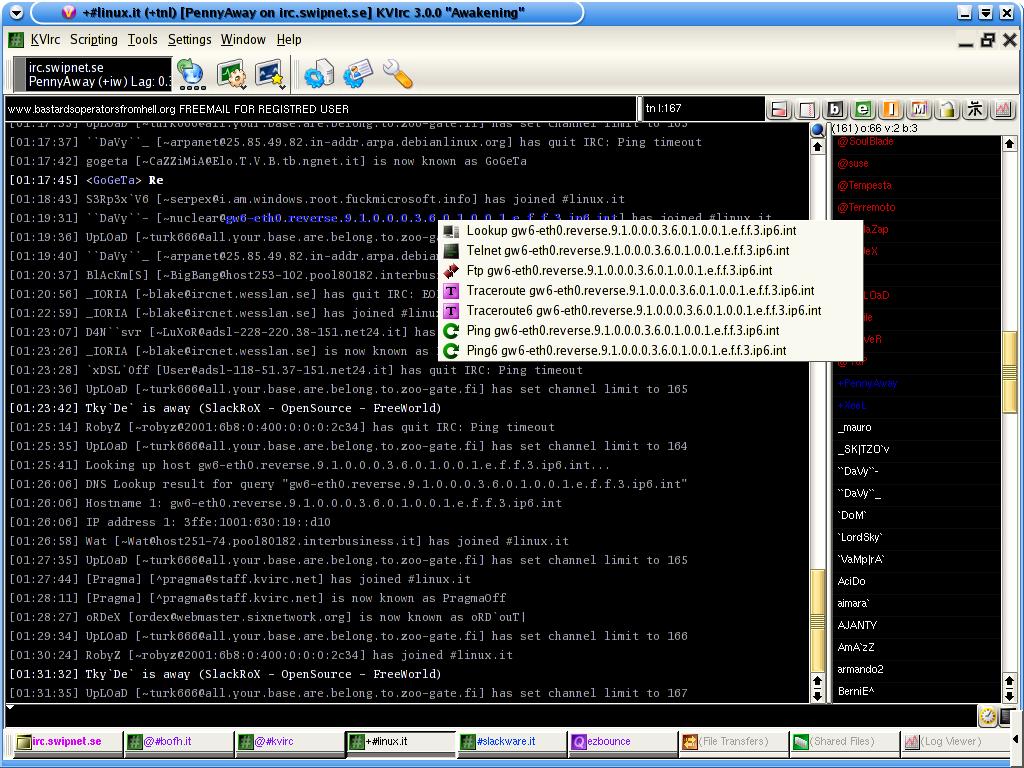 +#linux.it (+tnl) [PennyAway on irc.swipnet.se] KVIrc 3.0.0 "Awakening"
KVIrc Scripting Tools Settings Window Help
irc.swipnet.se
PennyAway (+iw) Lag: 0.3
www.bastardsoperatorsfromhell.org FREEMAIL FOR REGISTRED USER
tn l:167
(161) o:66 v:2 b:3
[01:17:35] UpLOaD [~turk666@all.your.base.are.belong.to.zoo-gate.fi] has set channel limit to 165
[01:17:37] ``DaVy``_ [~arpanet@25.85.49.82.in-addr.arpa.debianlinux.org] has quit IRC: Ping timeout
[01:17:42] gogeta [~CaZZiMiA@Elo.T.V.B.tb.ngnet.it] is now known as GoGeTa
[01:17:45] <GoGeTa> Re
[01:18:43] S3Rp3x`V6 [~serpex@i.am.windows.root.fuckmicrosoft.info] has joined #linux.it
[01:19:31] ``DaVy``- [~nuclear@gw6-eth0.reverse.9.1.0.0.0.3.6.0.1.0.0.1.e.f.f.3.ip6.int] has joined #linux.it
[01:19:36] UpLOaD [~turk666@all.your.base.are.belong.to.zoo-
[01:19:40] ``DaVy``_ [~arpanet@25.85.49.82.in-addr.arpa.debia
[01:20:37] BlAcKm[S] [~BigBang@host253-102.pool80182.interbus
[01:20:56] _IORIA [~blake@ircnet.wesslan.se] has quit IRC: EO
[01:22:59] _IORIA [~blake@ircnet.wesslan.se] has joined #linu
[01:23:07] D4N``svr [~LuXoR@adsl-228-220.38-151.net24.it] has
[01:23:26] _IORIA [~blake@ircnet.wesslan.se] is now known as
[01:23:28] `xDSL`Off [User@adsl-118-51.37-151.net24.it] has quit IRC: Ping timeout
[01:23:36] UpLOaD [~turk666@all.your.base.are.belong.to.zoo-gate.fi] has set channel limit to 165
[01:23:42] Tky`De` is away (SlackRoX - OpenSource - FreeWorld)
[01:25:14] RobyZ [~robyz@2001:6b8:0:400:0:0:0:2c34] has quit IRC: Ping timeout
[01:25:35] UpLOaD [~turk666@all.your.base.are.belong.to.zoo-gate.fi] has set channel limit to 164
[01:25:41] Looking up host gw6-eth0.reverse.9.1.0.0.0.3.6.0.1.0.0.1.e.f.f.3.ip6.int...
[01:26:06] DNS Lookup result for query "gw6-eth0.reverse.9.1.0.0.0.3.6.0.1.0.0.1.e.f.f.3.ip6.int"
[01:26:06] Hostname 1: gw6-eth0.reverse.9.1.0.0.0.3.6.0.1.0.0.1.e.f.f.3.ip6.int
[01:26:06] IP address 1: 3ffe:1001:630:19::d10
[01:26:58] Wat [~Wat@host251-74.pool80182.interbusiness.it] has joined #linux.it
[01:27:35] UpLOaD [~turk666@all.your.base.are.belong.to.zoo-gate.fi] has set channel limit to 165
[01:27:44] [Pragma] [^pragma@staff.kvirc.net] has joined #linux.it
[01:28:11] [Pragma] [^pragma@staff.kvirc.net] is now known as PragmaOff
[01:28:27] oRDeX [ordex@webmaster.sixnetwork.org] is now known as oRD`ouT|
[01:29:34] UpLOaD [~turk666@all.your.base.are.belong.to.zoo-gate.fi] has set channel limit to 166
[01:30:24] RobyZ [~robyz@2001:6b8:0:400:0:0:0:2c34] has joined #linux.it
[01:31:32] Tky`De` is away (SlackRoX - OpenSource - FreeWorld)
[01:31:35] UpLOaD [~turk666@all.your.base.are.belong.to.zoo-gate.fi] has set channel limit to 167
Lookup gw6-eth0.reverse.9.1.0.0.0.3.6.0.1.0.0.1.e.f.f.3.ip6.int
Telnet gw6-eth0.reverse.9.1.0.0.0.3.6.0.1.0.0.1.e.f.f.3.ip6.int
Ftp gw6-eth0.reverse.9.1.0.0.0.3.6.0.1.0.0.1.e.f.f.3.ip6.int
Traceroute gw6-eth0.reverse.9.1.0.0.0.3.6.0.1.0.0.1.e.f.f.3.ip6.int
Traceroute6 gw6-eth0.reverse.9.1.0.0.0.3.6.0.1.0.0.1.e.f.f.3.ip6.int
Ping gw6-eth0.reverse.9.1.0.0.0.3.6.0.1.0.0.1.e.f.f.3.ip6.int
Ping6 gw6-eth0.reverse.9.1.0.0.0.3.6.0.1.0.0.1.e.f.f.3.ip6.int
@SoulBlade
@suse
@Tempesta
@Terremoto
+PennyAway
_mauro
_SK|TZO`v
``DaVy``-
``DaVy``_
`DoM`
`LordSky`
`VaMp|rA`
AciDo
aimara`
AJANTY
AmA'zZ
armando2
BerniE^
irc.swipnet.se
@#bofh.it
@#kvirc
+#linux.it
#slackware.it
ezbounce
(File Transfers)
(Shared Files)
(Log Viewer)